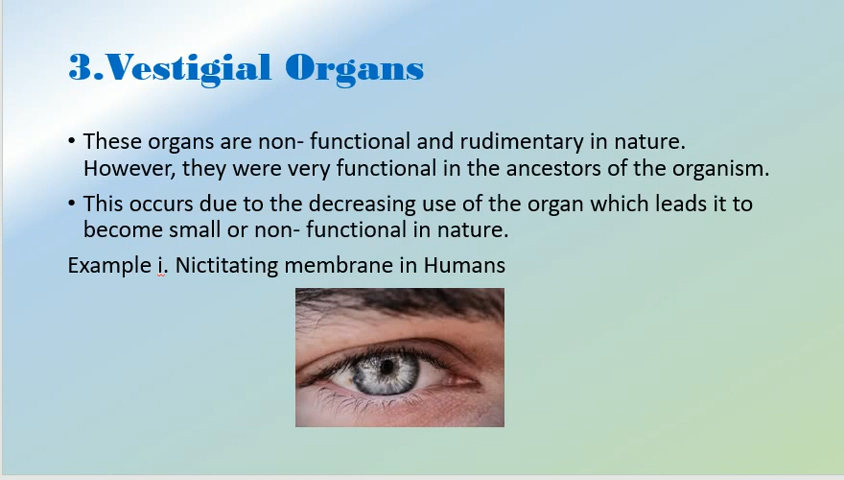 3.Vestigial Organs
• These organs are non- functional and rudimentary in nature.
However, they were very functional in the ancestors of the organism.
• This occurs due to the decreasing use of the organ which leads it to
become small or non- functional in nature.
Example i. Nictitating membrane in Humans